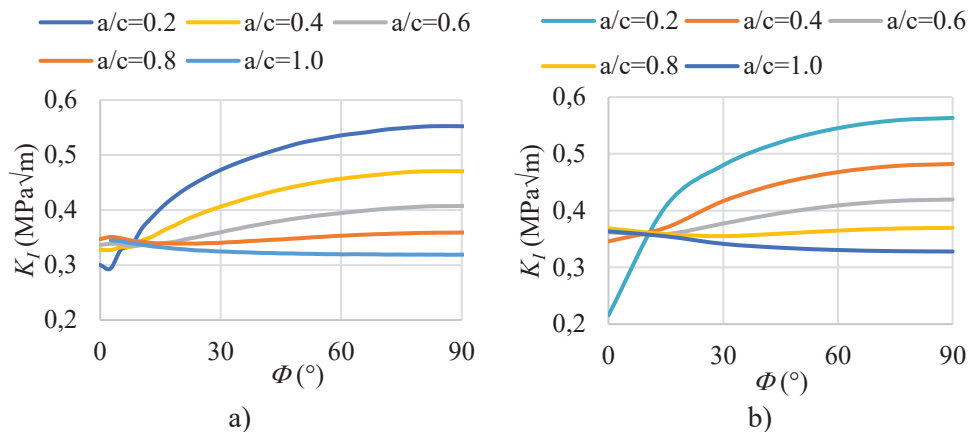 a/c=0.2 a/c=0.4 a/c=0.6
a/c=0.8 a/c=1.0
0,6
0,5
0,4
0,3
0,2
K_I (MPa√m)
0 30 60 90
Φ (°)
a)
a/c=0.2 a/c=0.4 a/c=0.6
a/c=0.8 a/c=1.0
0,6
0,5
0,4
0,3
0,2
K_I (MPa√m)
0 30 60 90
Φ (°)
b)